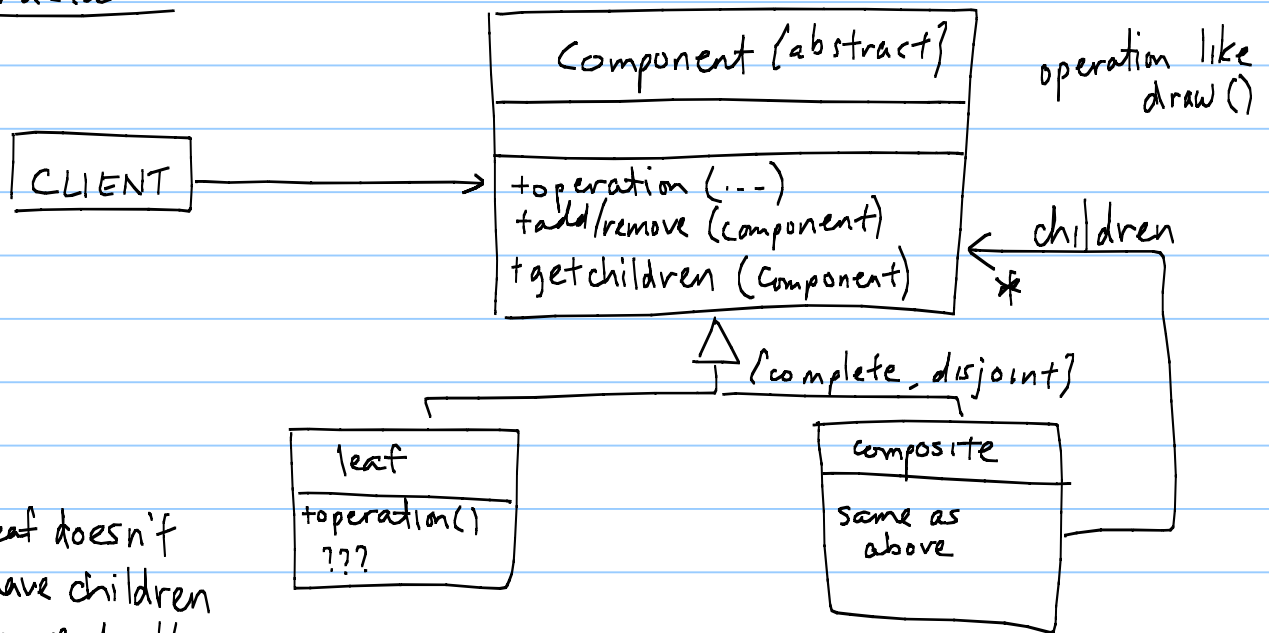 Component {abstract}
operation like
draw()
CLIENT
+operation (...)
+add/remove (component)
+getchildren (component)
children
*
{complete, disjoint}
leaf
+operation()
???
composite
same as
above
doesn't
children